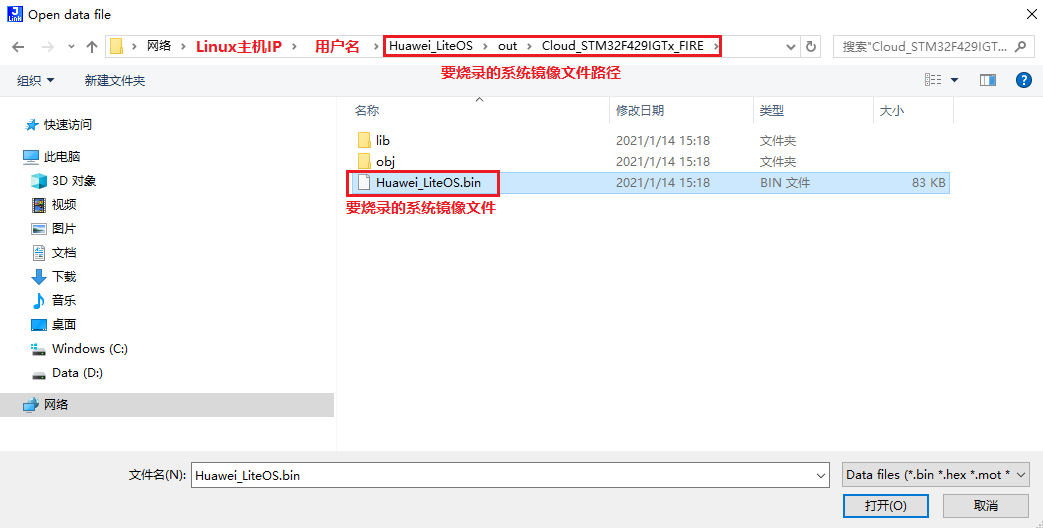 J Link Open data file
网络 Linux主机IP 用户名 Huawei_LiteOS out Cloud_STM32F429IGTx_FIRE 搜索"Cloud_STM32F429IGT...
要烧录的系统镜像文件路径
组织 新建文件夹 ?
名称 修改日期 类型 大小
快速访问
lib 2021/1/14 15:18 文件夹
此电脑
obj 2021/1/14 15:18 文件夹
3D 对象
Huawei_LiteOS.bin 2021/1/14 15:18 BIN 文件 83 KB
视频
要烧录的系统镜像文件
图片
文档
下载
音乐
桌面
Windows (C:)
Data (D:)
网络
文件名(N): Huawei_LiteOS.bin Data files (*.bin *.hex *.mot *
打开(O) 取消